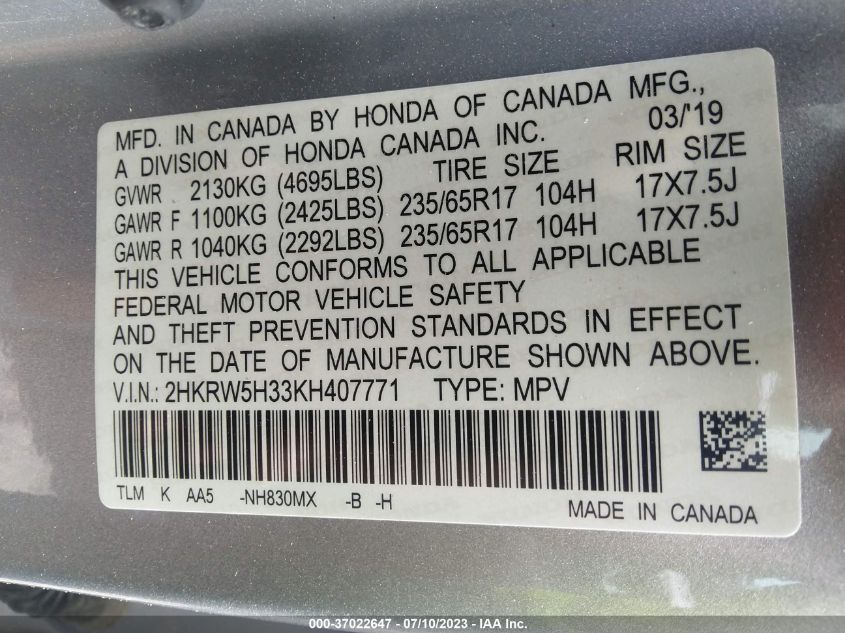 MFD. IN CANADA BY HONDA OF CANADA MFG.,
A DIVISION OF HONDA CANADA INC. 03/'19
GVWR 2130KG (4695LBS) TIRE SIZE RIM SIZE
GAWR F 1100KG (2425LBS) 235/65R17 104H 17X7.5J
GAWR R 1040KG (2292LBS) 235/65R17 104H 17X7.5J
THIS VEHICLE CONFORMS TO ALL APPLICABLE
FEDERAL MOTOR VEHICLE SAFETY
AND THEFT PREVENTION STANDARDS IN EFFECT
ON THE DATE OF MANUFACTURE SHOWN ABOVE.
V.I.N.: 2HKRW5H33KH407771 TYPE: MPV
TLM K AA5 -NH830MX -B -H MADE IN CANADA
000-37022647 - 07/10/2023 - IAA Inc.